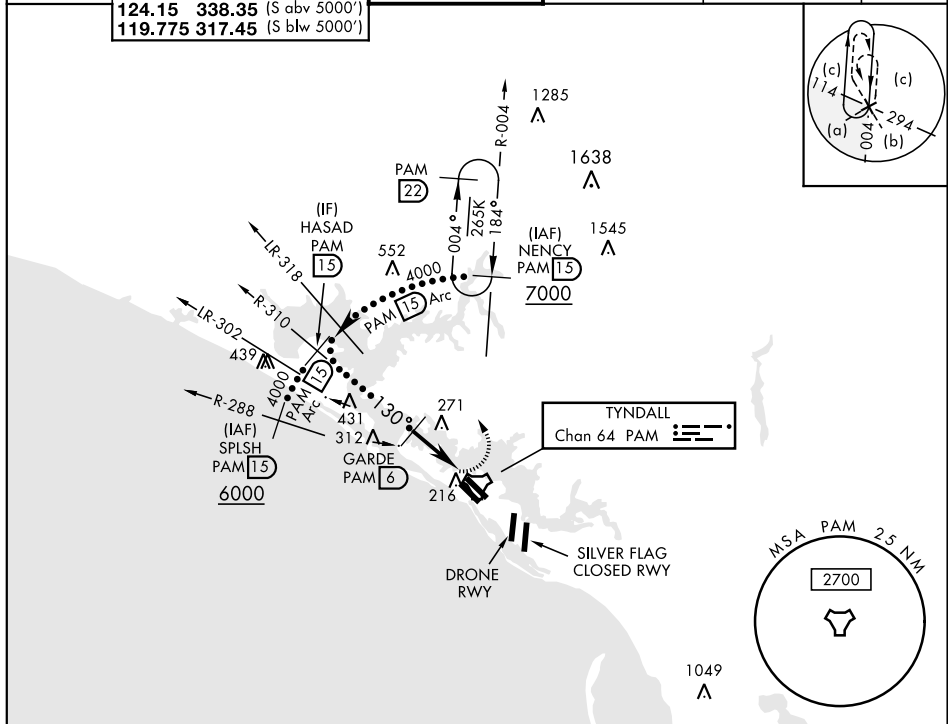 124.15 338.35 (S abv 5000')
119.775 317.45 (S blw 5000')
(c)
(c)
114
294
(a)
004
(b)
R-004
1285
PAM
22
1638
004°
265K
184°
1545
(IAF)
NENCY
PAM 15
7000
(IF)
HASAD
PAM
15
552
4000
PAM 15 Arc
LR-318
R-310
LR-302
439
R-288
4000
PAM 15
Arc
431
130°
271
312
(IAF)
SPLSH
PAM 15
6000
GARDE
PAM 6
216
TYNDALL
Chan 64 PAM
DRONE
RWY
SILVER FLAG
CLOSED RWY
MSA PAM 25 NM
2700
1049